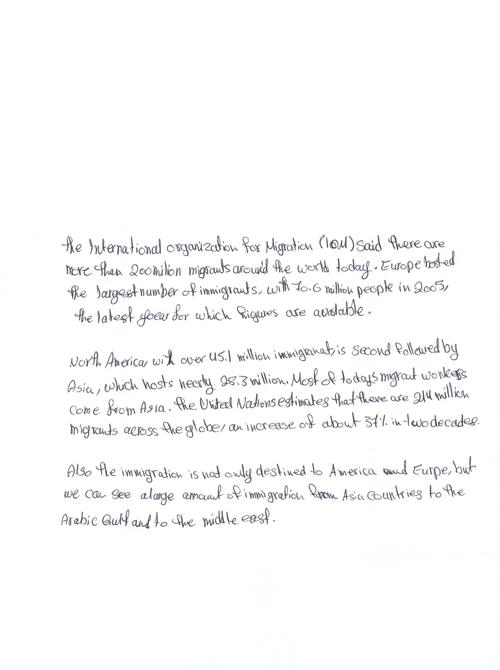 the International organization for Migration (IOM) said there are
more than 200 million migrants around the world today. Europe hosted
the largest number of immigrants, with 70.6 million people in 2005,
the latest for which figures are available.
North America, with over 45.1 million immigranats, is second followed by
Asia, which hosts nearly 25.3 million. Most of todays migrant workers
come from Asia. the United Nations estimates that there are 214 million
migrants across the globe, an increase of about 37% in two decades.
Also the immigration is not only destined to America and Eurpe, but
we can see a large amount of immigration from Asia Countries to the
Arabic Gulf and to the middle east.